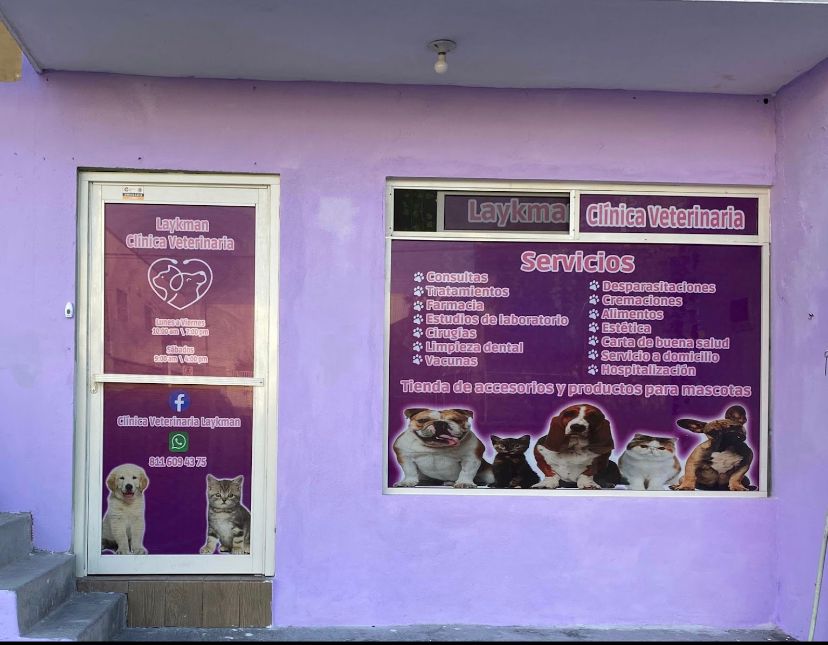 Laykman
Clínica Veterinaria
Lunes a Viernes
Sábados
Clínica Veterinaria Laykman
811 609 43 75
Laykma
Clínica Veterinaria
Servicios
Consultas
Tratamientos
Farmacia
Estudios de laboratorio
Cirugías
Limpieza dental
Vacunas
Desparasitaciones
Cremaciones
Alimentos
Estética
Carta de buena salud
Servicio a domicilio
Hospitalización
Tienda de accesorios y productos para mascotas